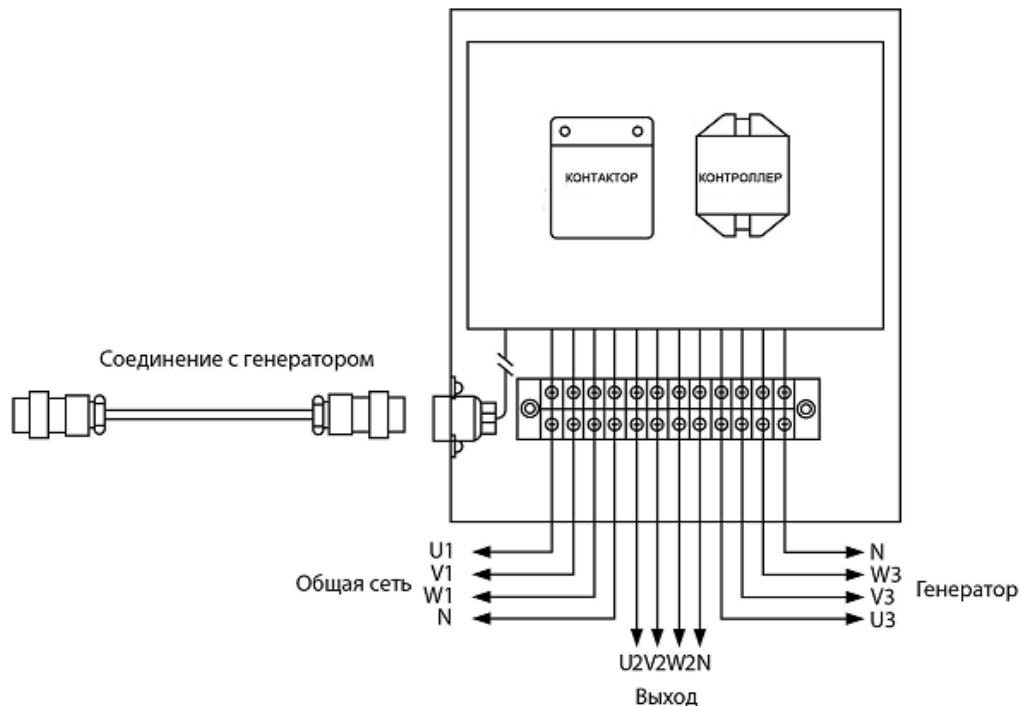 КОНТАКТОР
КОНТРОЛЛЕР
Соединение с генератором
U1
V1
Общая сеть
W1
N
N
W3
Генератор
V3
U3
U2V2W2N
Выход